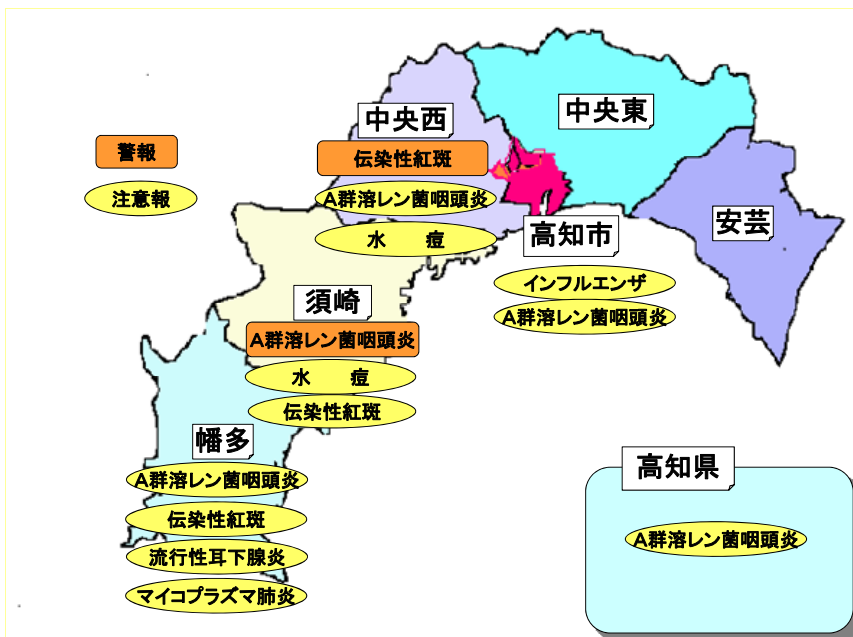 中央西
中央東
警報
伝染性紅斑
注意報
A群溶レン菌咽頭炎
水　痘
高知市
安芸
インフルエンザ
A群溶レン菌咽頭炎
須崎
A群溶レン菌咽頭炎
水　痘
伝染性紅斑
幡多
A群溶レン菌咽頭炎
伝染性紅斑
流行性耳下腺炎
マイコプラズマ肺炎
高知県
A群溶レン菌咽頭炎